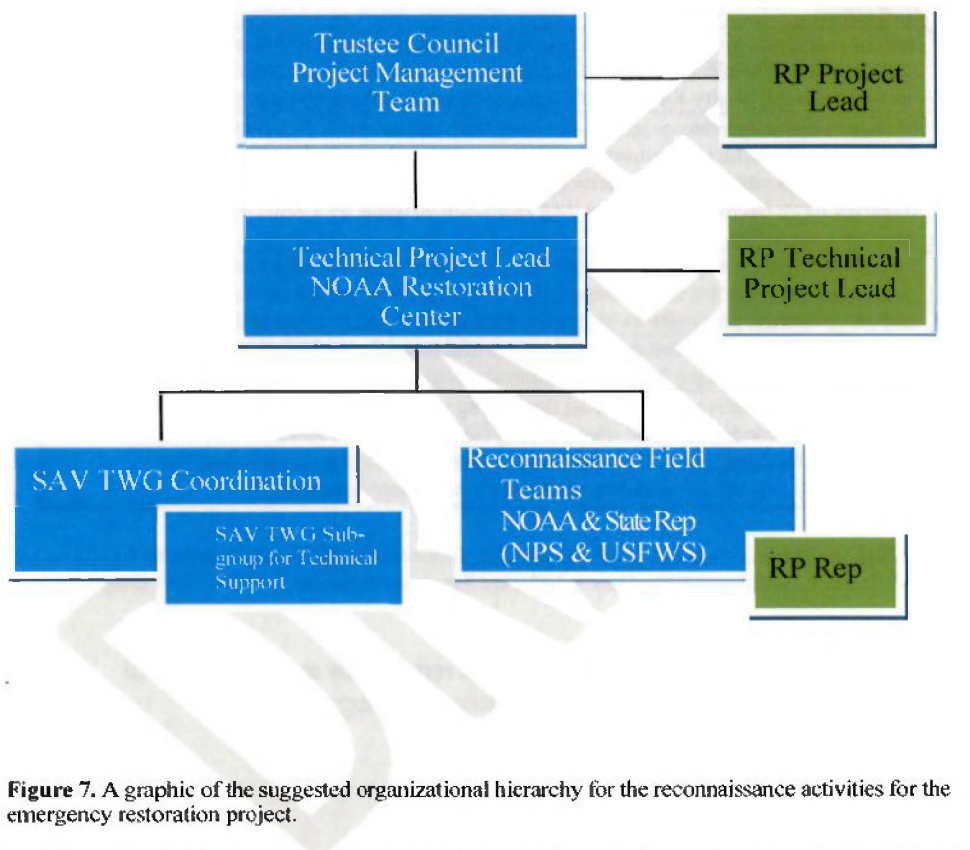 Trustee Council
Project Management
Team
RP Project
Lead
Technical Project Lead
NOAA Restoration
Center
RP Technical
Project Lead
SAV TWG Coordination
SAV TWG Sub-
group for Technical
Support
Reconnaissance Field
Teams
NOAA & State Rep
(NPS & USFWS)
RP Rep
DRAFT
Figure 7. A graphic of the suggested organizational hierarchy for the reconnaissance activities for the
emergency restoration project.